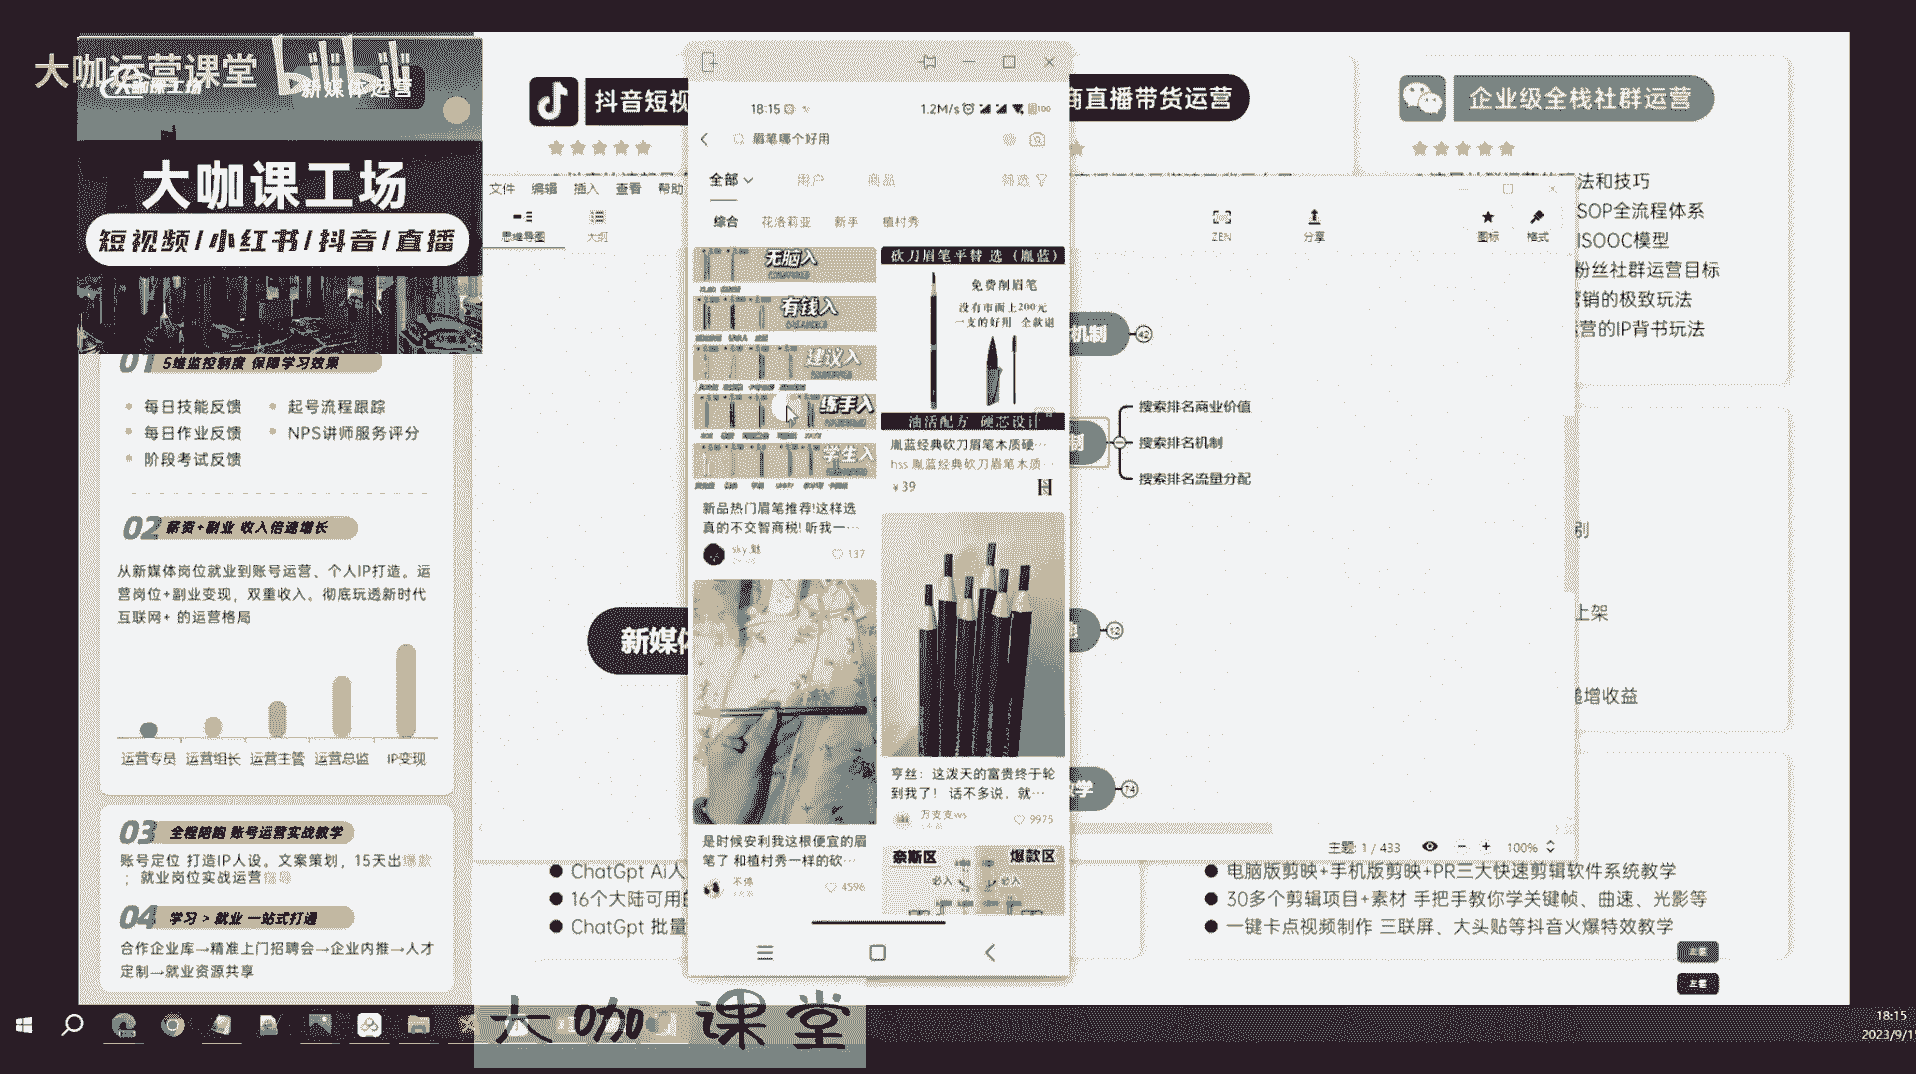 大咖运营课堂
新媒体运营
大咖课工场
短视频/小红书/抖音/直播
01 5维监控制度 保障学习效果
每日技能反馈
起号流程跟踪
每日作业反馈
NPS讲师服务评分
阶段考试反馈
02 薪资+副业 收入倍速增长
从新媒体岗位就业到账号运营、个人IP打造。运
营岗位+副业变现，双重收入。彻底玩透新时代
互联网+ 的运营格局
运营专员 运营组长 运营主管 运营总监 IP变现
03 全程陪跑 账号运营实战教学
账号定位 打造IP人设。文案策划，15天出爆款
；就业岗位实战运营
04 学习 > 就业 一站式打通
合作企业库→精准上门招聘会→企业内推→人才
定制→就业资源共享
抖音短视
商直播带货运营
企业级全栈社群运营
法和技巧
SOP全流程体系
ISOOC模型
粉丝社群运营目标
营销的极致玩法
营的IP背书玩法
别
上架
增收益
文件 编辑 插入 查看 帮助
思维导图
大纲
ZEN
分享
图标
格式
机制
42
制
搜索排名商业价值
搜索排名机制
搜索排名流量分配
新媒体
12
学
74
主题: 1 / 433
100%
18:15
1.2M/s
100
眉笔哪个好用
全部
用户
商品
筛选
综合
花洛莉亚
新手
植村秀
无脑入
有钱入
建议入
练手入
学生入
新品热门眉笔推荐!这样选
真的不交智商税! 听我一…
sky.魅
137
砍刀眉笔平替 选（胤蓝）
免费削眉笔
没有市面上200元
一支的好用 全款退
油活配方 硬芯设计
胤蓝经典砍刀眉笔木质硬…
hss 胤蓝经典砍刀眉笔木质…
¥39
是时候安利我这根便宜的眉
笔了 和植村秀一样的砍…
不停
4596
亨丝：这泼天的富贵终于轮
到我了！ 话不多说，就…
万支支ws
9975
奈斯区
爆款区
必入
必入
ChatGpt Ai人
16个大陆可用的
ChatGpt 批量
电脑版剪映+手机版剪映+PR三大快速剪辑软件系统教学
30多个剪辑项目+素材 手把手教你学关键帧、曲速、光影等
一键卡点视频制作 三联屏、大头贴等抖音火爆特效教学
大咖 课堂
18:15